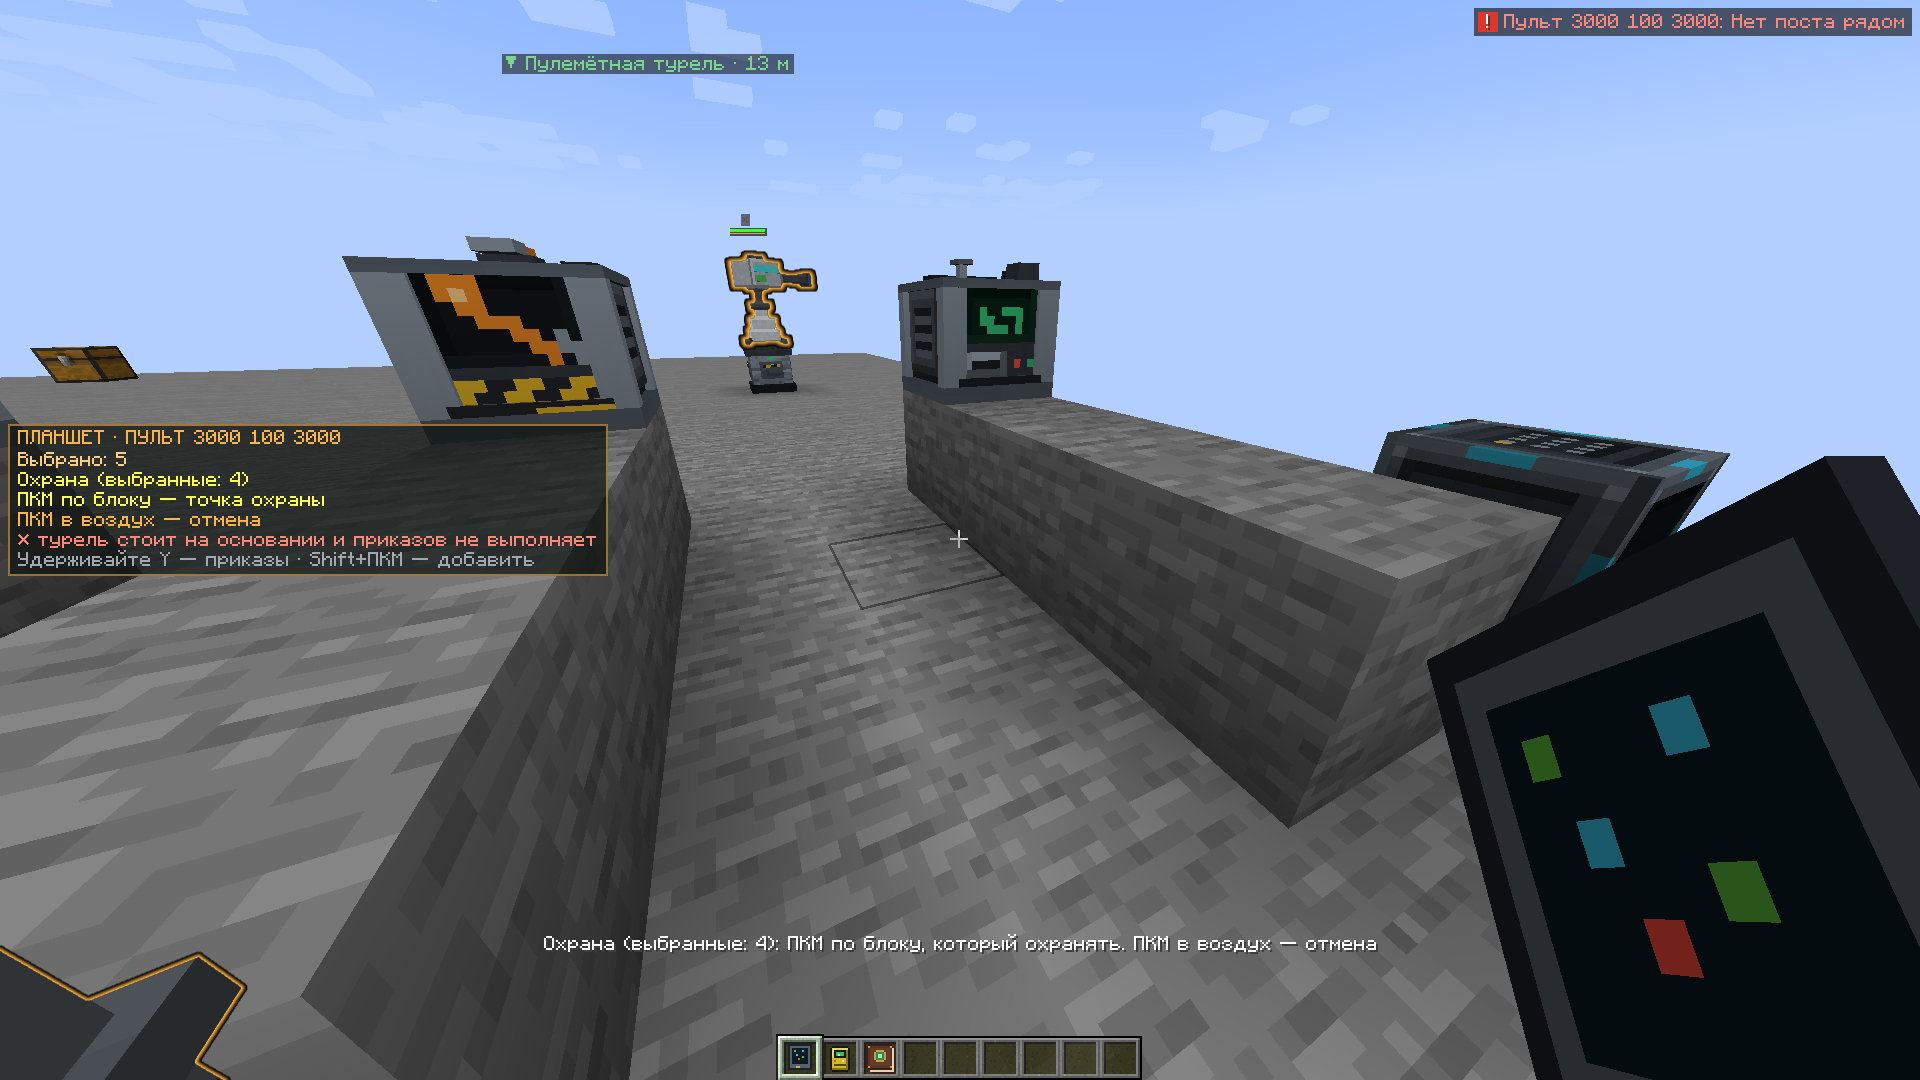 ! Пульт 3000 100 3000: Нет поста рядом
▼ Пулемётная турель · 13 м
ПЛАНШЕТ · ПУЛЬТ 3000 100 3000
Выбрано: 5
Охрана (выбранные: 4)
ПКМ по блоку — точка охраны
ПКМ в воздух — отмена
✕ турель стоит на основании и приказов не выполняет
Удерживайте Y — приказы · Shift+ПКМ — добавить
Охрана (выбранные: 4): ПКМ по блоку, который охранять. ПКМ в воздух — отмена